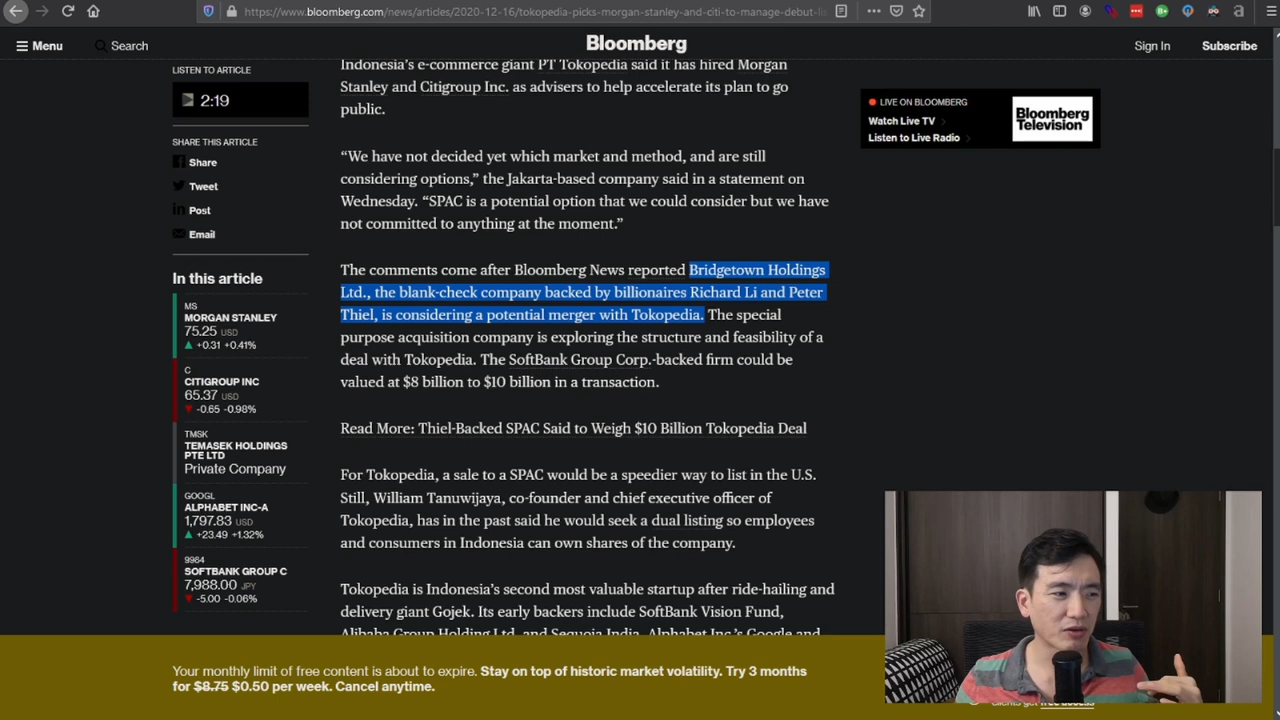 https://www.bloomberg.com/news/articles/2020-12-16/tokopedia-picks-morgan-stanley-and-citi-to-manage-debut-li
Menu
Search
Bloomberg
Sign In
Subscribe
LISTEN TO ARTICLE
2:19
SHARE THIS ARTICLE
Share
Tweet
Post
Email
In this article
MS
MORGAN STANLEY
75.25 USD
+0.31 +0.41%
C
CITIGROUP INC
65.37 USD
-0.65 -0.98%
TMSK
TEMASEK HOLDINGS
PTE LTD
Private Company
GOOGL
ALPHABET INC-A
1,797.83 USD
+23.49 +1.32%
9984
SOFTBANK GROUP C
7,988.00 JPY
-5.00 -0.06%
Indonesia's e-commerce giant PT Tokopedia said it has hired Morgan
Stanley and Citigroup Inc. as advisers to help accelerate its plan to go
public.
“We have not decided yet which market and method, and are still
considering options,” the Jakarta-based company said in a statement on
Wednesday. “SPAC is a potential option that we could consider but we have
not committed to anything at the moment.”
The comments come after Bloomberg News reported Bridgetown Holdings
Ltd., the blank-check company backed by billionaires Richard Li and Peter
Thiel, is considering a potential merger with Tokopedia. The special
purpose acquisition company is exploring the structure and feasibility of a
deal with Tokopedia. The SoftBank Group Corp.-backed firm could be
valued at $8 billion to $10 billion in a transaction.
Read More: Thiel-Backed SPAC Said to Weigh $10 Billion Tokopedia Deal
For Tokopedia, a sale to a SPAC would be a speedier way to list in the U.S.
Still, William Tanuwijaya, co-founder and chief executive officer of
Tokopedia, has in the past said he would seek a dual listing so employees
and consumers in Indonesia can own shares of the company.
Tokopedia is Indonesia's second most valuable startup after ride-hailing and
delivery giant Gojek. Its early backers include SoftBank Vision Fund,
Alibaba Group Holding Ltd. and Sequoia India. Alphabet Inc.'s Google and
LIVE ON BLOOMBERG
Watch Live TV
Listen to Live Radio
Bloomberg
Television
Your monthly limit of free content is about to expire. Stay on top of historic market volatility. Try 3 months
for $8.75 $0.50 per week. Cancel anytime.
Clients get free access